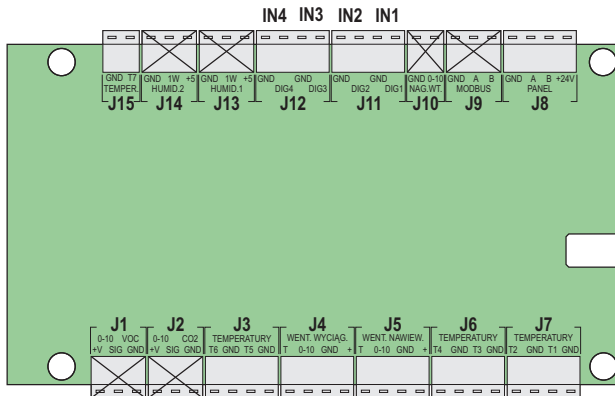 IN4 IN3 IN2 IN1
GND T7 GND 1W +5 GND 1W +5 GND GND GND GND GND 0-10 GND A B GND A B +24V
TEMPER. HUMID.2 HUMID.1 DIG4 DIG3 DIG2 DIG1 NAG.WT. MODBUS PANEL
J15 J14 J13 J12 J11 J10 J9 J8
J1 J2 J3 J4 J5 J6 J7
0-10 VOC 0-10 CO2 TEMPERATURY WENT. WYCIĄG. WENT. NAWIEW. TEMPERATURY TEMPERATURY
+V SIG GND +V SIG GND T6 GND T5 GND T 0-10 GND + T 0-10 GND + T4 GND T3 GND T2 GND T1 GND